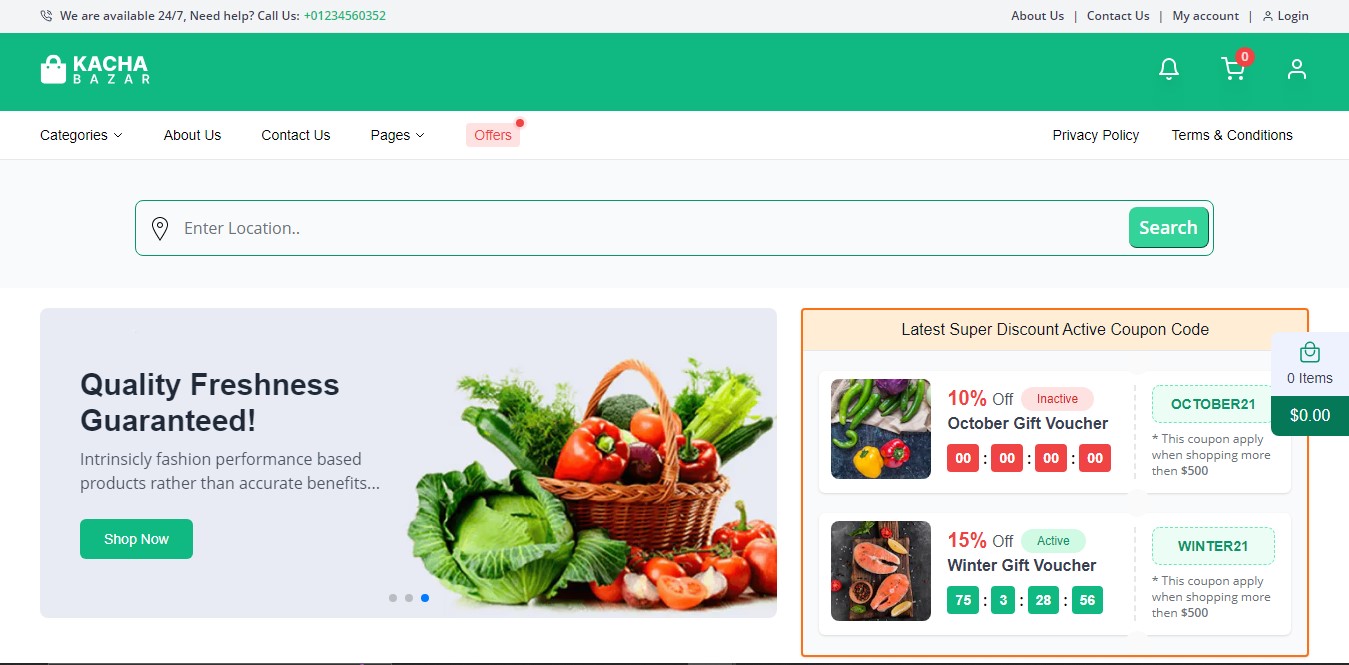 We are available 24/7, Need help? Call Us: +01234560352
About Us | Contact Us | My account | Login
KACHA
BAZAR
0
Categories About Us Contact Us Pages Offers Privacy Policy Terms & Conditions
Enter Location..
Search
Quality Freshness
Guaranteed!
Intrinsicly fashion performance based
products rather than accurate benefits...
Shop Now
Latest Super Discount Active Coupon Code
10% Off Inactive
October Gift Voucher
00 : 00 : 00 : 00
OCTOBER21
* This coupon apply
when shopping more
then $500
15% Off Active
Winter Gift Voucher
75 : 3 : 28 : 56
WINTER21
* This coupon apply
when shopping more
then $500
0 Items
$0.00